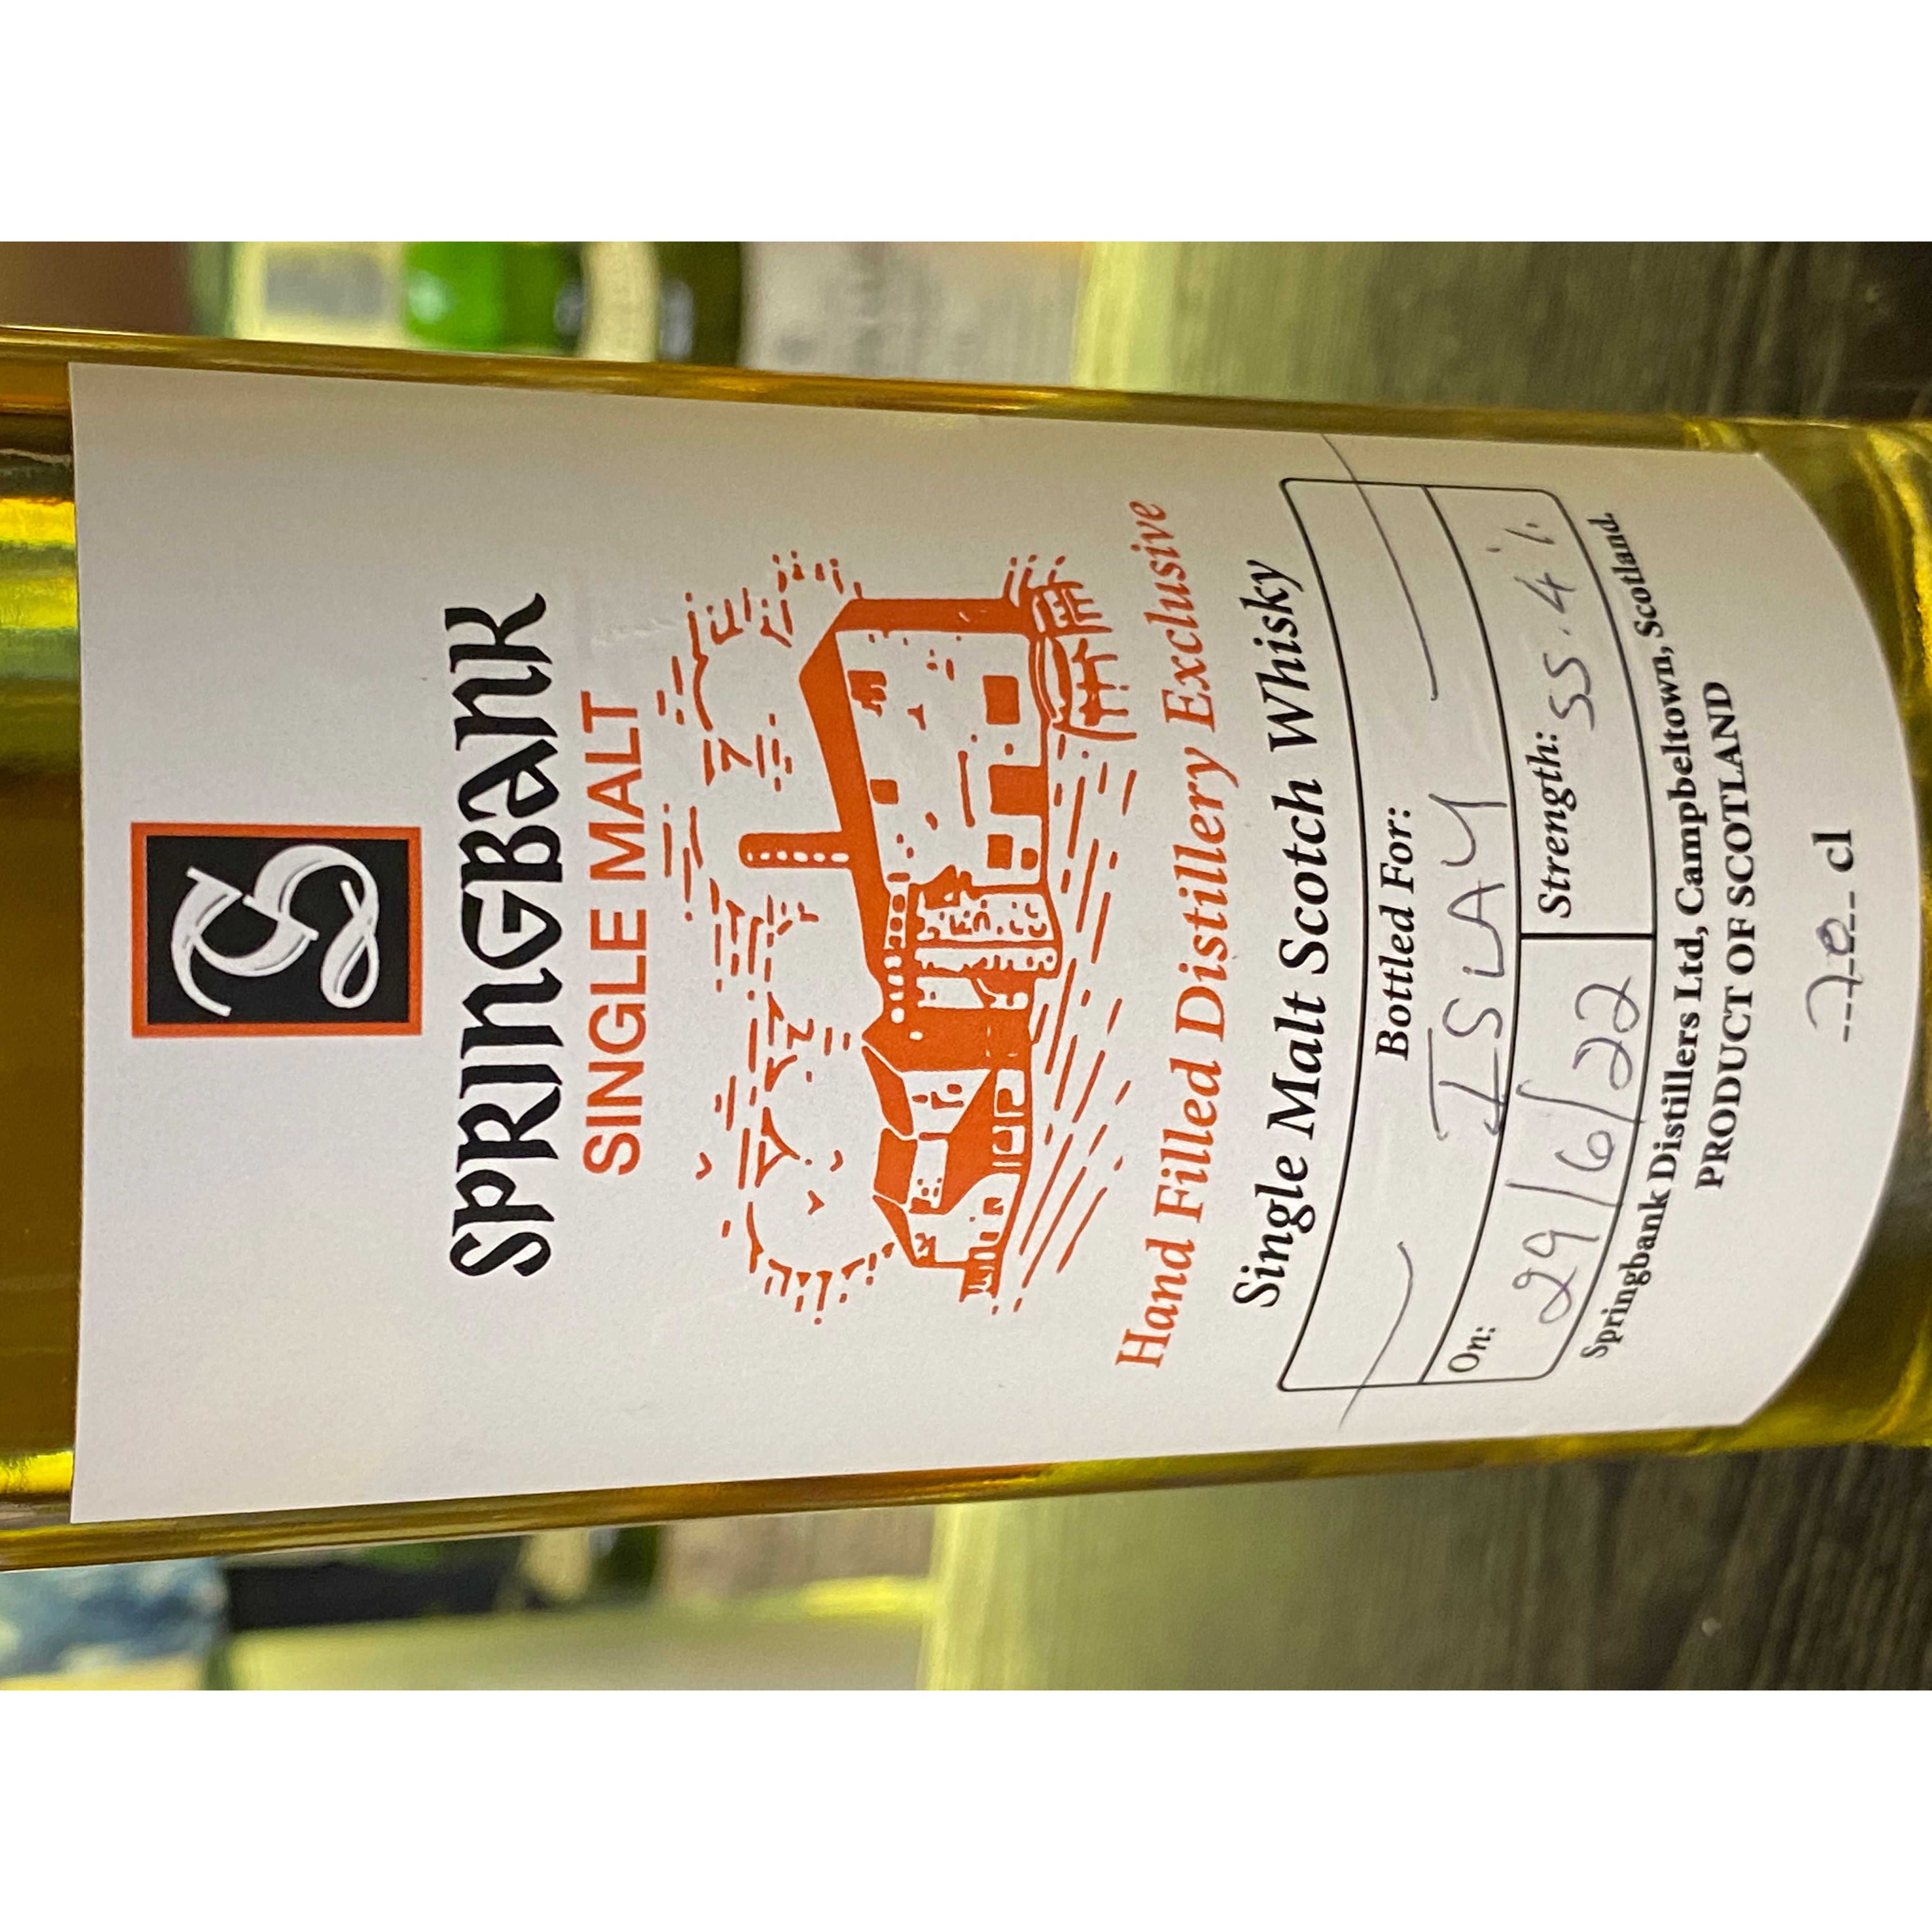 S
SPRINGBANK
SINGLE MALT
Hand Filled Distillery Exclusive
Single Malt Scotch Whisky
Bottled For:
ISLAY
On: 29/6/22 Strength: 55.4%
Springbank Distillers Ltd, Campbeltown, Scotland.
PRODUCT OF SCOTLAND
70 cl